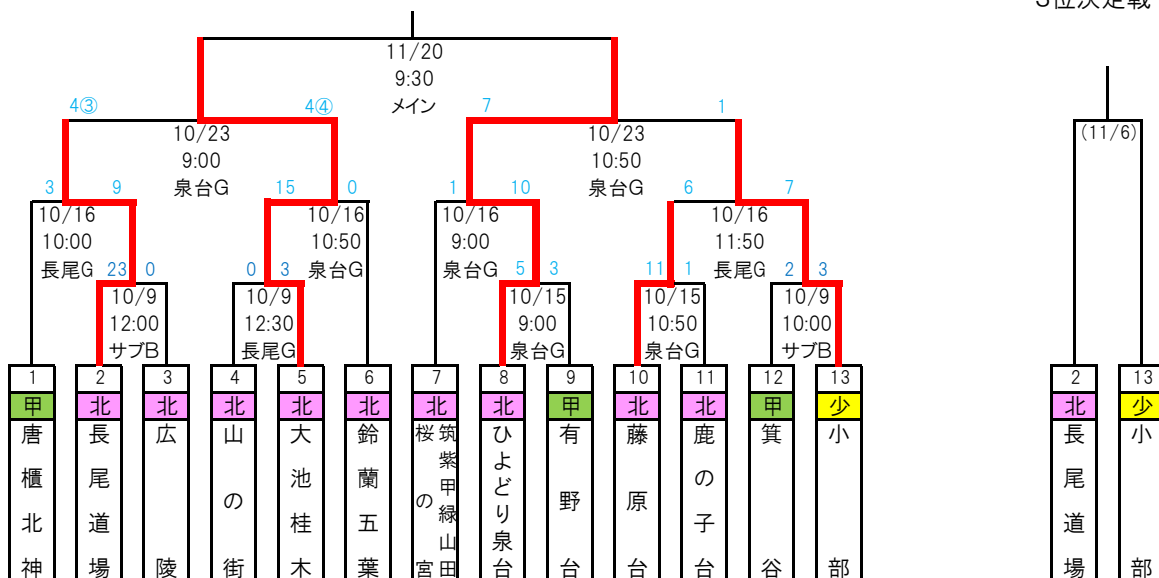 3位決定戦
11/20
9:30
メイン
4③ 4④ 7 1
10/23
9:00
泉台G
10/23
10:50
泉台G
(11/6)
3 9 15 0 1 10 6 7
10/16
10:00
長尾G
10/16
10:50
泉台G
10/16
9:00
泉台G
10/16
11:50
長尾G
23 0 0 3 5 3 11 1 2 3
10/9
12:00
サブB
10/9
12:30
長尾G
10/15
9:00
泉台G
10/15
10:50
泉台G
10/9
10:00
サブB
1 2 3 4 5 6 7 8 9 10 11 12 13 2 13
甲 北 北 北 北 北 北 北 甲 北 北 甲 少 北 少
唐櫃北神
長尾道場
広陵
山の街
大池桂木
鈴蘭五葉
筑紫甲緑山田
桜の宮
ひよどり泉台
有野台
藤原台
鹿の子台
箕谷
小部
長尾道場
小部